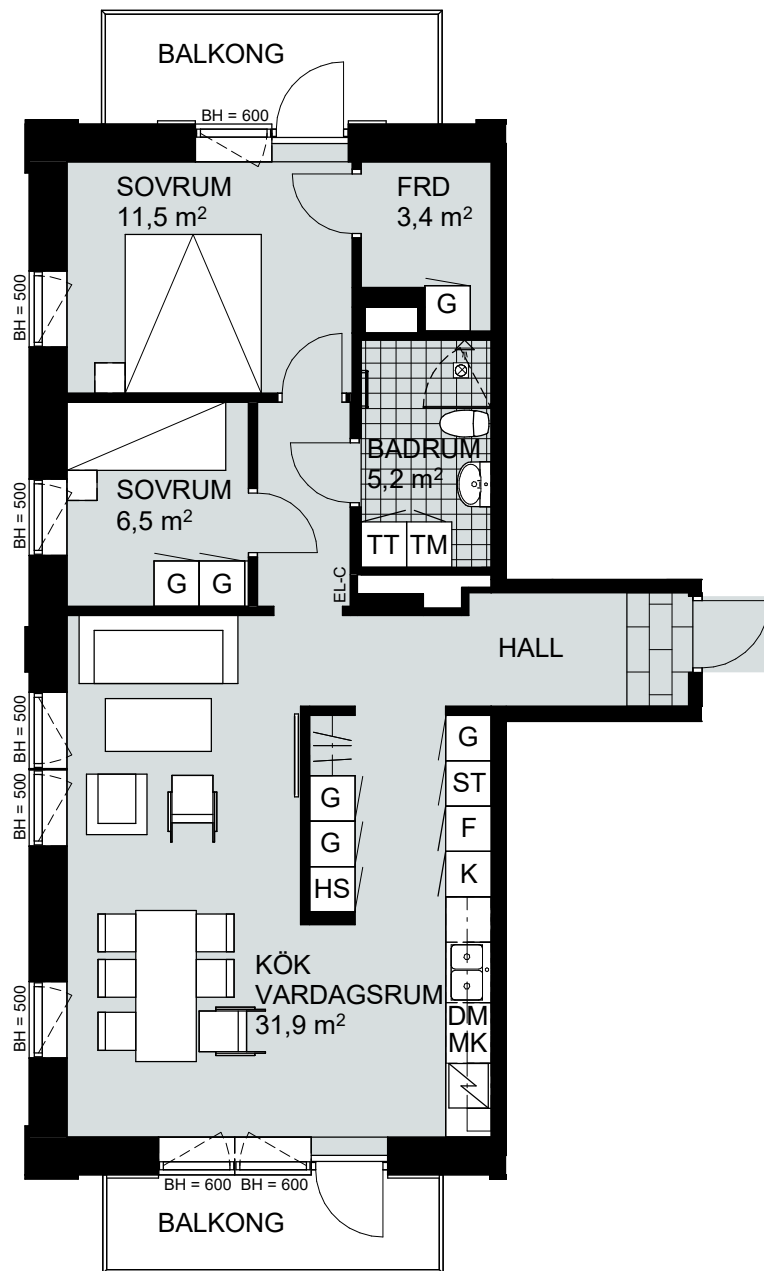 BALKONG
BH = 600
SOVRUM
11,5 m²
FRD
3,4 m²
BH = 500
G
BADRUM
5,2 m²
SOVRUM
6,5 m²
BH = 500
TT
TM
G
G
EL-C
HALL
BH = 500
BH = 500
G
ST
F
K
G
G
HS
KÖK
VARDAGSRUM
31,9 m²
BH = 500
DM
MK
BH = 600
BH = 600
BALKONG